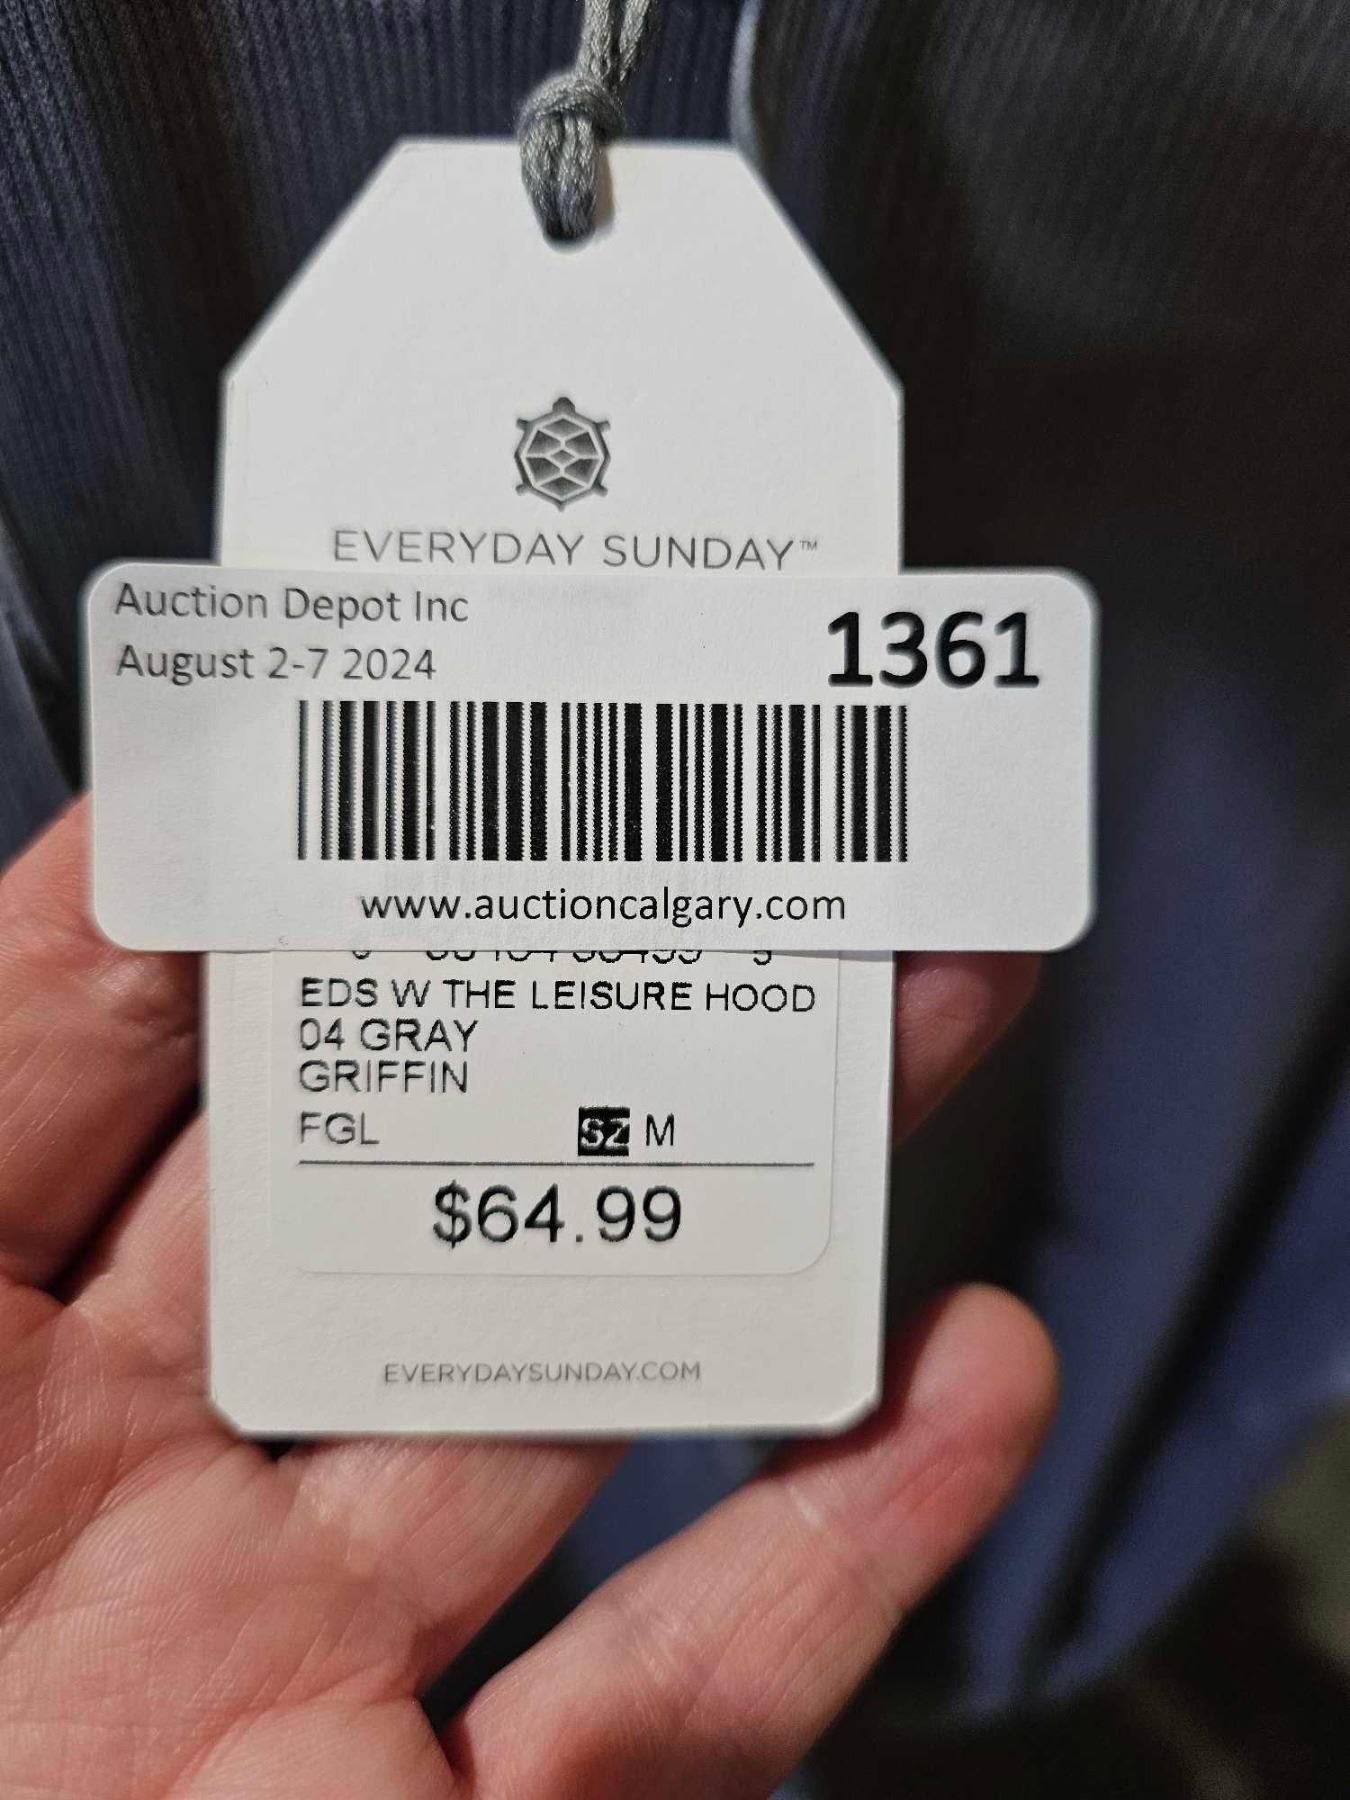 EVERYDAY SUNDAY™
Auction Depot Inc
1361
August 2-7 2024
www.auctioncalgary.com
EDS W THE LEISURE HOOD
04 GRAY
GRIFFIN
FGL S2 M
$64.99
EVERYDAYSUNDAY.COM